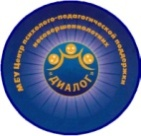 МБУ Центр психолого-педагогической поддержки
несовершеннолетних
ДИАЛОГ